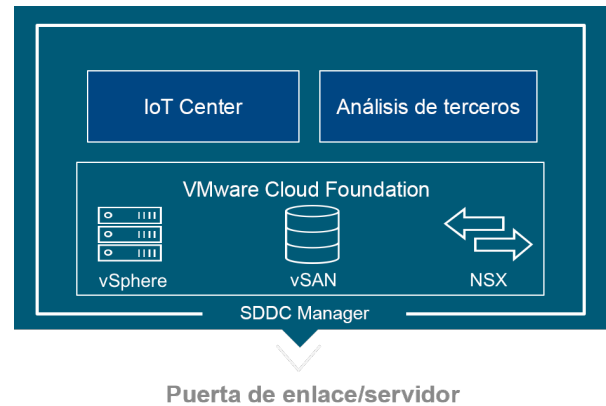 IoT Center
Análisis de terceros
VMware Cloud Foundation
vSphere
vSAN
NSX
SDDC Manager
Puerta de enlace/servidor